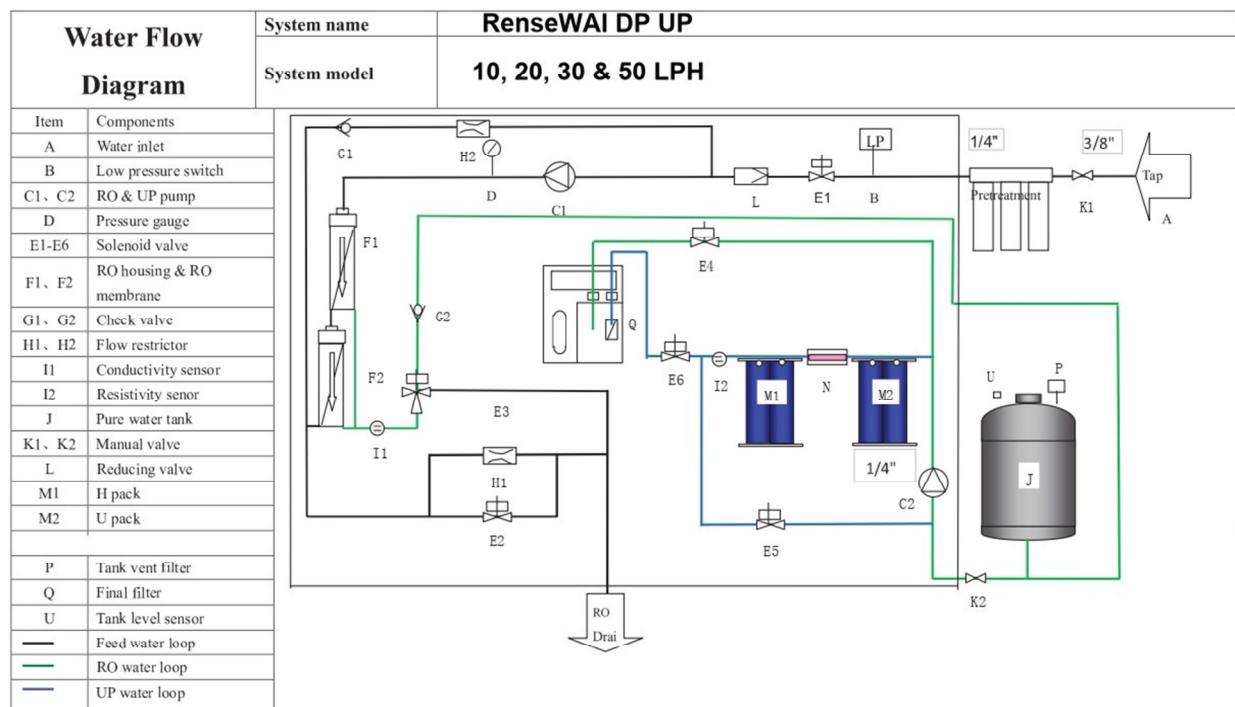 Water Flow
Diagram
System name
RenseWAI DP UP
System model
10, 20, 30 & 50 LPH
Item Components
A Water inlet
B Low pressure switch
C1、C2 RO & UP pump
D Pressure gauge
E1-E6 Solenoid valve
F1、F2 RO housing & RO
membrane
G1、G2 Check valve
H1、H2 Flow restrictor
I1 Conductivity sensor
I2 Resistivity senor
J Pure water tank
K1、K2 Manual valve
L Reducing valve
M1 H pack
M2 U pack
P Tank vent filter
Q Final filter
U Tank level sensor
Feed water loop
RO water loop
UP water loop
G1
H2
D
C1
L
E1
LP
B
1/4"
Pretreatment
3/8"
K1
Tap
A
F1
G2
E4
Q
F2
E3
I1
E6
I2
M1
N
M2
1/4"
U
P
J
H1
E2
E5
C2
K2
RO
Drai